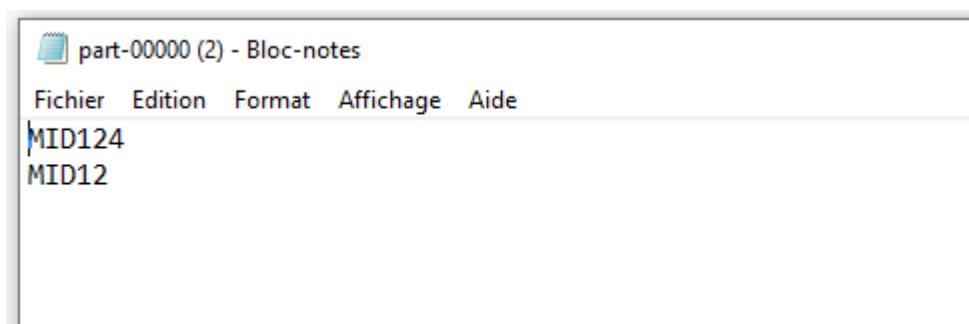 part-00000 (2) - Bloc-notes
Fichier Edition Format Affichage Aide
MID124
MID12